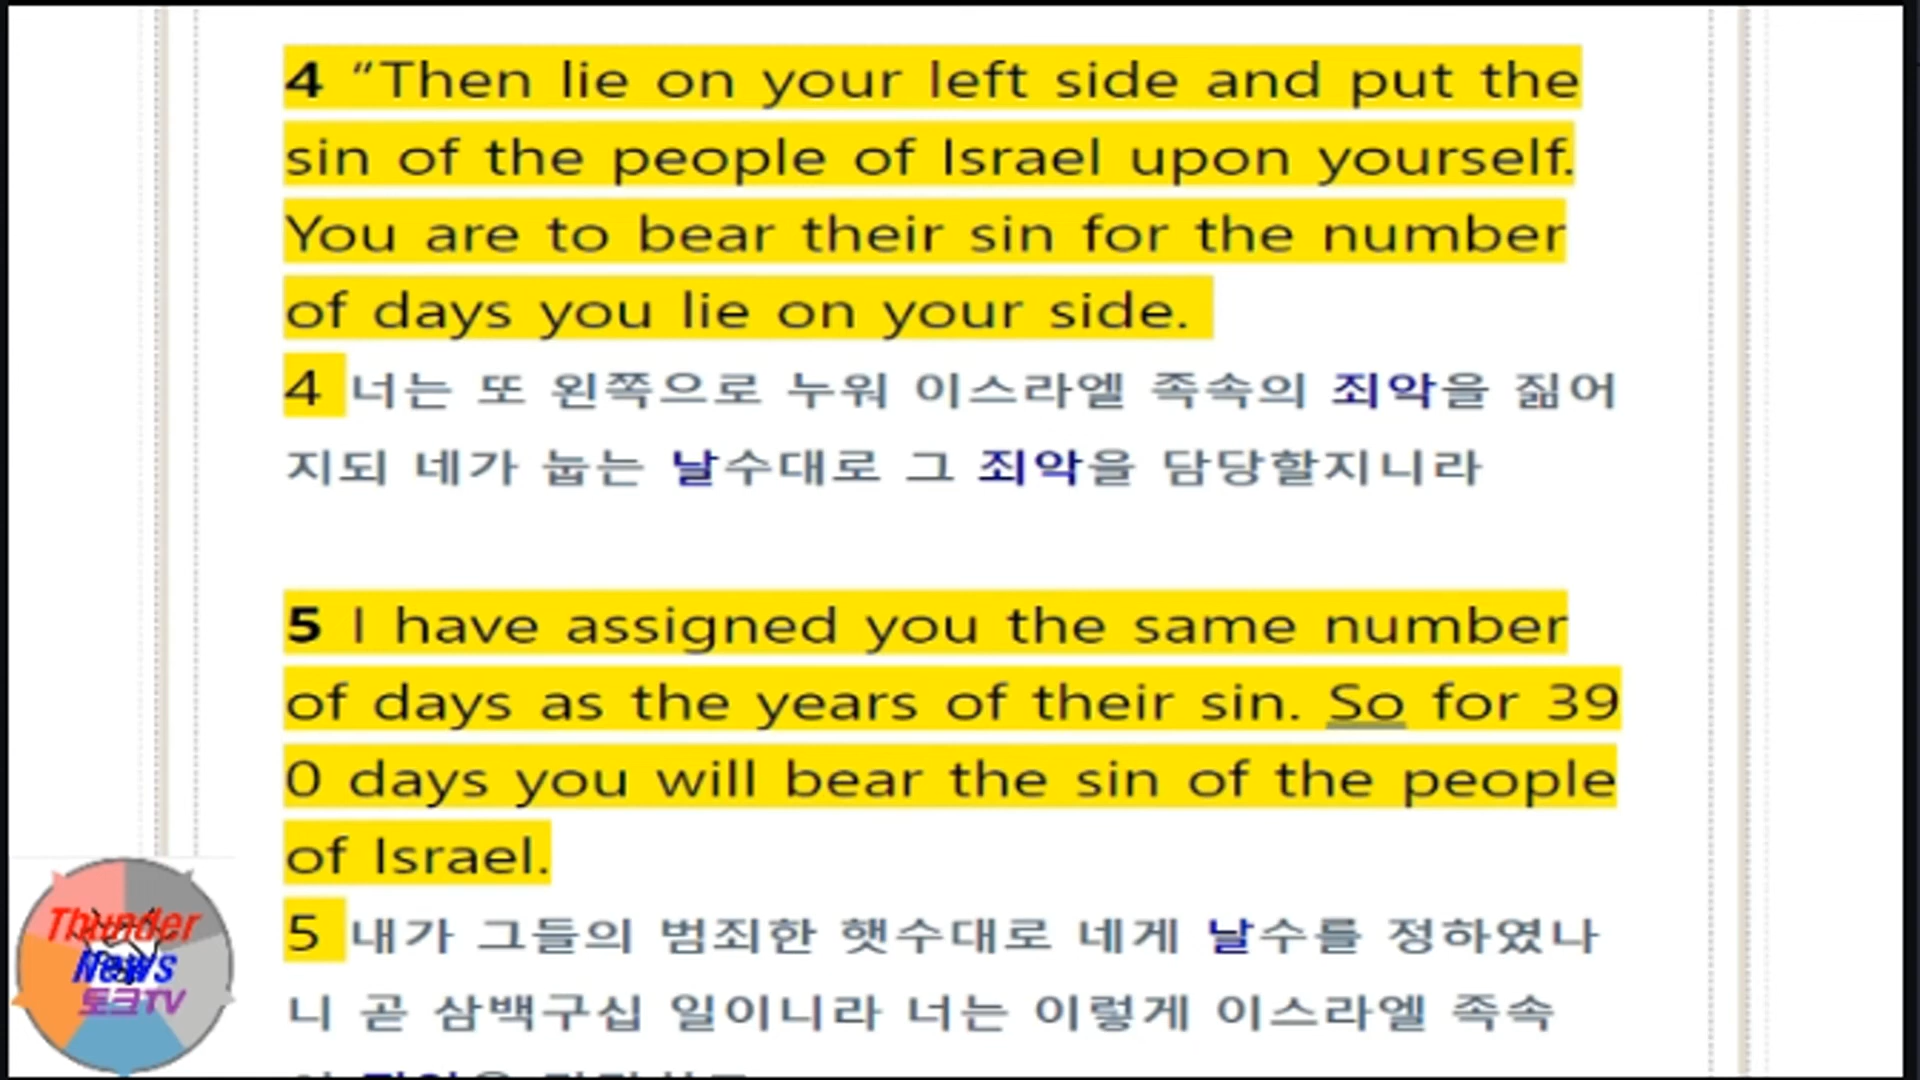 4 “Then lie on your left side and put the
sin of the people of Israel upon yourself.
You are to bear their sin for the number
of days you lie on your side.
4 너는 또 왼쪽으로 누워 이스라엘 족속의 죄악을 짊어
지되 네가 눕는 날수대로 그 죄악을 담당할지니라
5 I have assigned you the same number
of days as the years of their sin. So for 39
0 days you will bear the sin of the people
of Israel.
5 내가 그들의 범죄한 햇수대로 네게 날수를 정하였나
니 곧 삼백구십 일이니라 너는 이렇게 이스라엘 족속
Thunder
News
토크TV